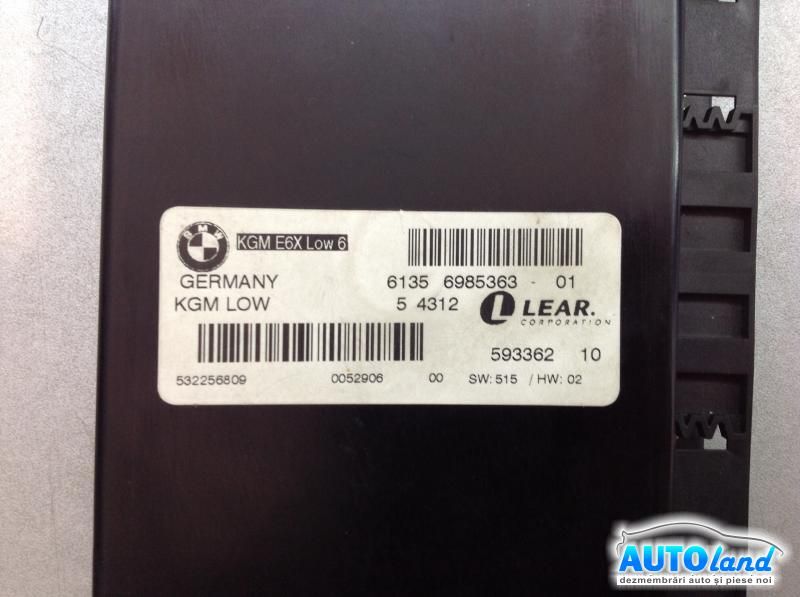 BMW
KGM E6X Low 6
GERMANY
6135 6985363 - 01
KGM LOW
5 4312
L LEAR.
CORPORATION
593362 10
532256809 0052906 00 SW: 515 / HW: 02
AUTOland
dezmembrări auto și piese noi